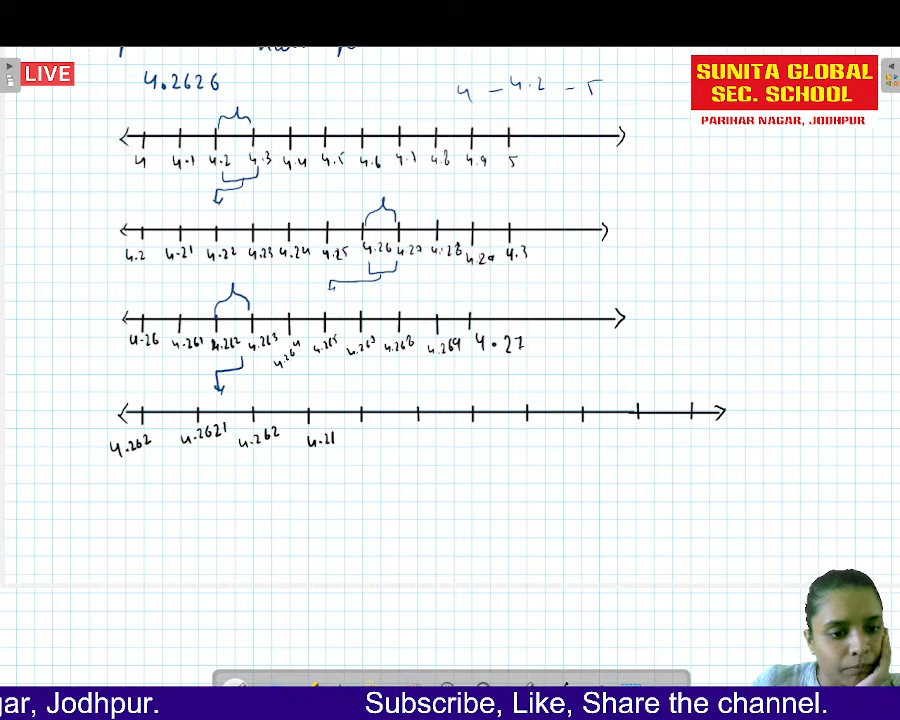 LIVE
4.2626
4 - 4.2 - 5
SUNITA GLOBAL
SEC. SCHOOL
PARIHAR NAGAR, JODHPUR
4 4.1 4.2 4.3 4.4 4.5 4.6 4.7 4.8 4.9 5
4.2 4.21 4.22 4.23 4.24 4.25 4.26 4.27 4.28 4.29 4.3
4.26 4.261 4.262 4.263 4.264 4.265 4.268 4.269 4.27
4.262 4.2621 4.262 4.21
gar, Jodhpur. Subscribe, Like, Share the channel.